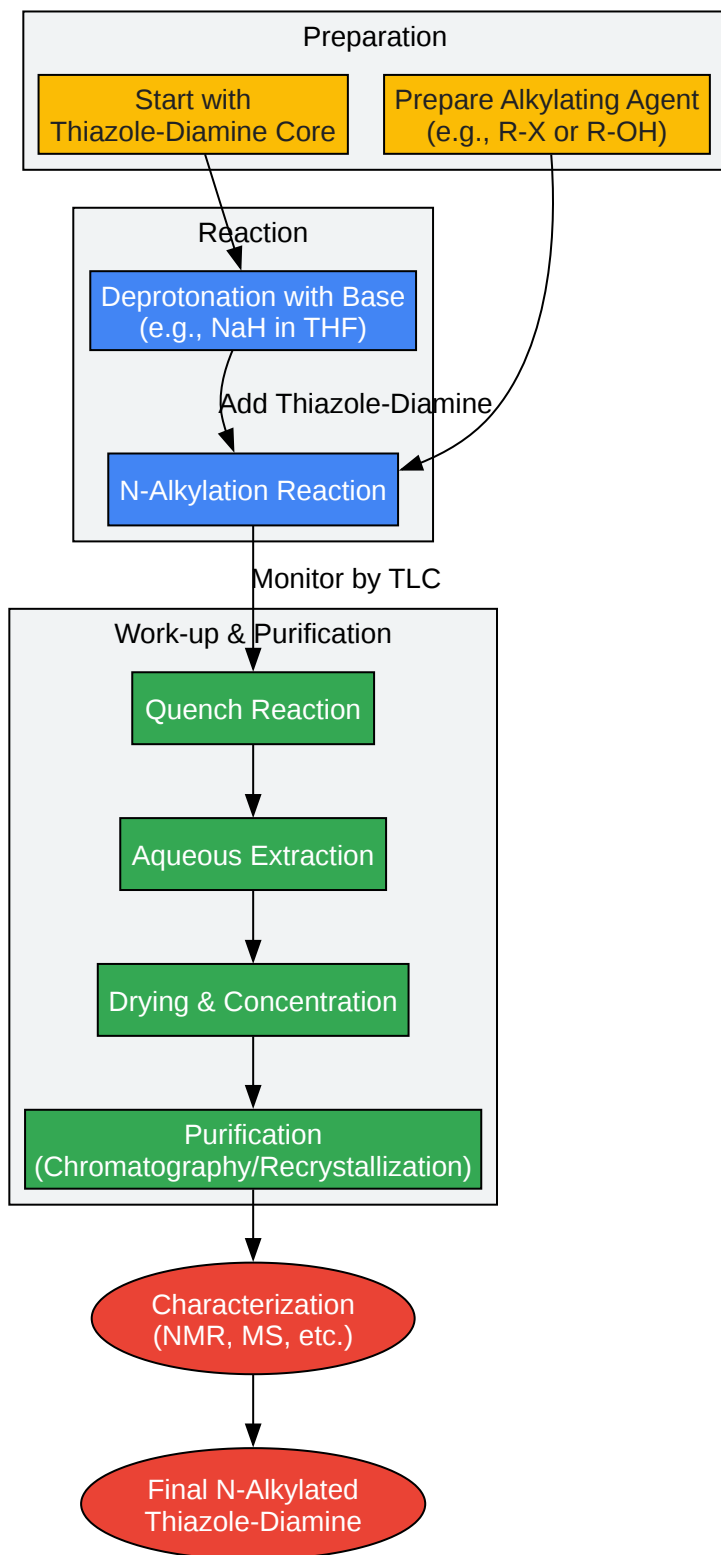 Preparation
Start with
Thiazole-Diamine Core
Prepare Alkylating Agent
(e.g., R-X or R-OH)
Reaction
Deprotonation with Base
(e.g., NaH in THF)
Add Thiazole-Diamine
N-Alkylation Reaction
Monitor by TLC
Work-up & Purification
Quench Reaction
Aqueous Extraction
Drying & Concentration
Purification
(Chromatography/Recrystallization)
Characterization
(NMR, MS, etc.)
Final N-Alkylated
Thiazole-Diamine